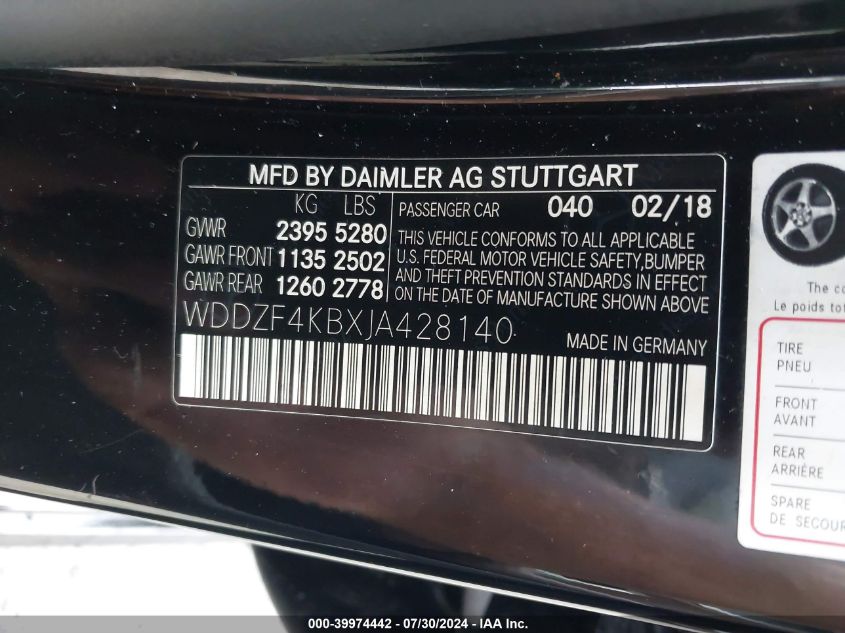 MFD BY DAIMLER AG STUTTGART
KG LBS
GVWR 2395 5280
GAWR FRONT 1135 2502
GAWR REAR 1260 2778
PASSENGER CAR 040 02/18
THIS VEHICLE CONFORMS TO ALL APPLICABLE
U.S. FEDERAL MOTOR VEHICLE SAFETY, BUMPER
AND THEFT PREVENTION STANDARDS IN EFFECT
ON THE DATE OF MANUFACTURE SHOWN ABOVE
WDDZF4KBXJA428140
MADE IN GERMANY
The
Le poids
TIRE
PNEU
FRONT
AVANT
REAR
ARRIÈRE
SPARE
DE
000-39974442 - 07/30/2024 - IAA Inc.